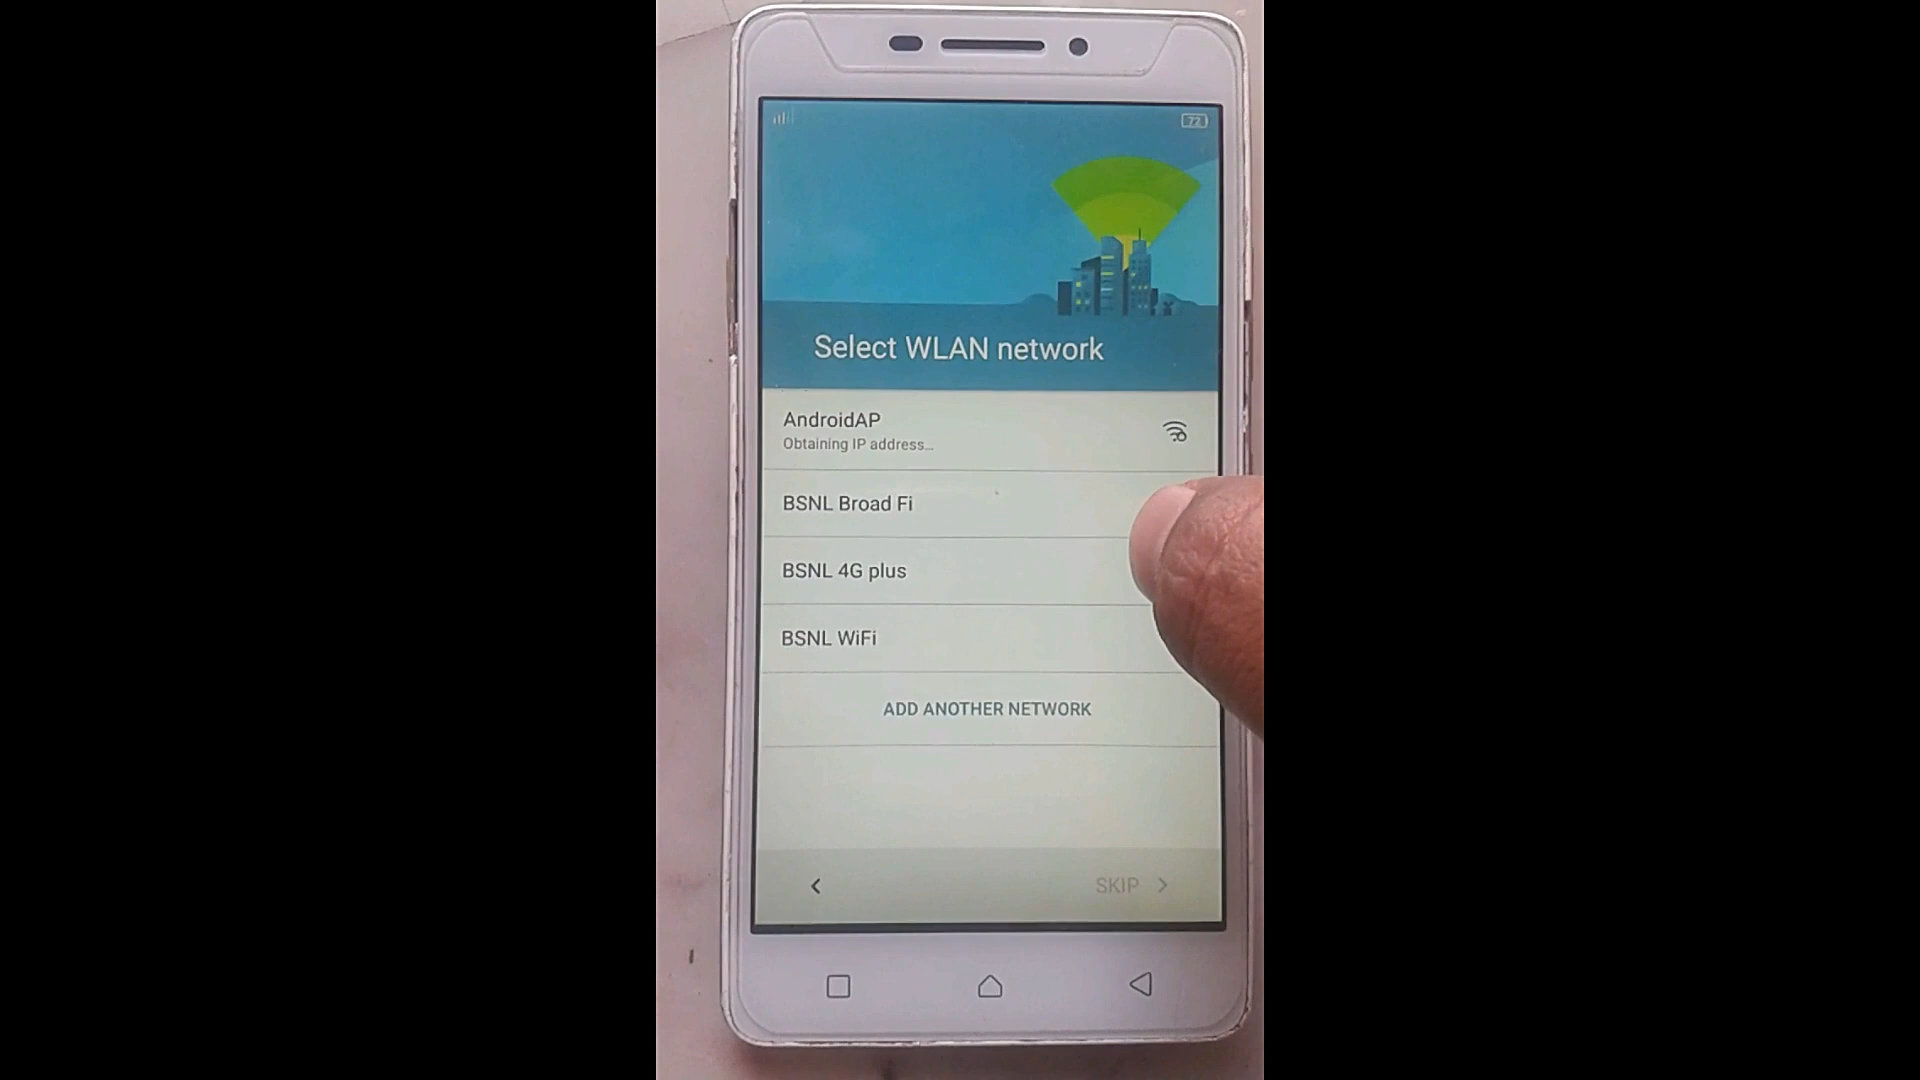 72
Select WLAN network
AndroidAP
Obtaining IP address...
BSNL Broad Fi
BSNL 4G plus
BSNL WiFi
ADD ANOTHER NETWORK
SKIP